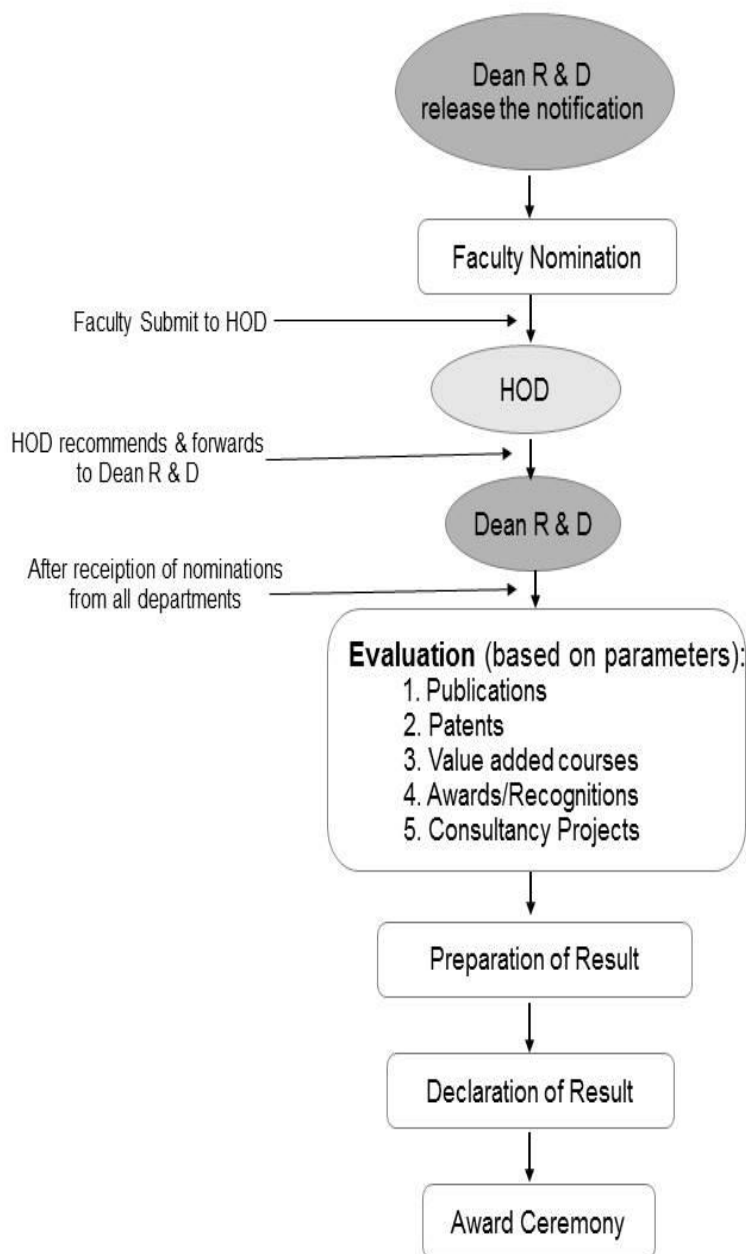 Dean R & D
release the notification
Faculty Nomination
Faculty Submit to HOD
HOD
HOD recommends & forwards
to Dean R & D
Dean R & D
After receiption of nominations
from all departments
Evaluation (based on parameters):
1. Publications
2. Patents
3. Value added courses
4. Awards/Recognitions
5. Consultancy Projects
Preparation of Result
Declaration of Result
Award Ceremony